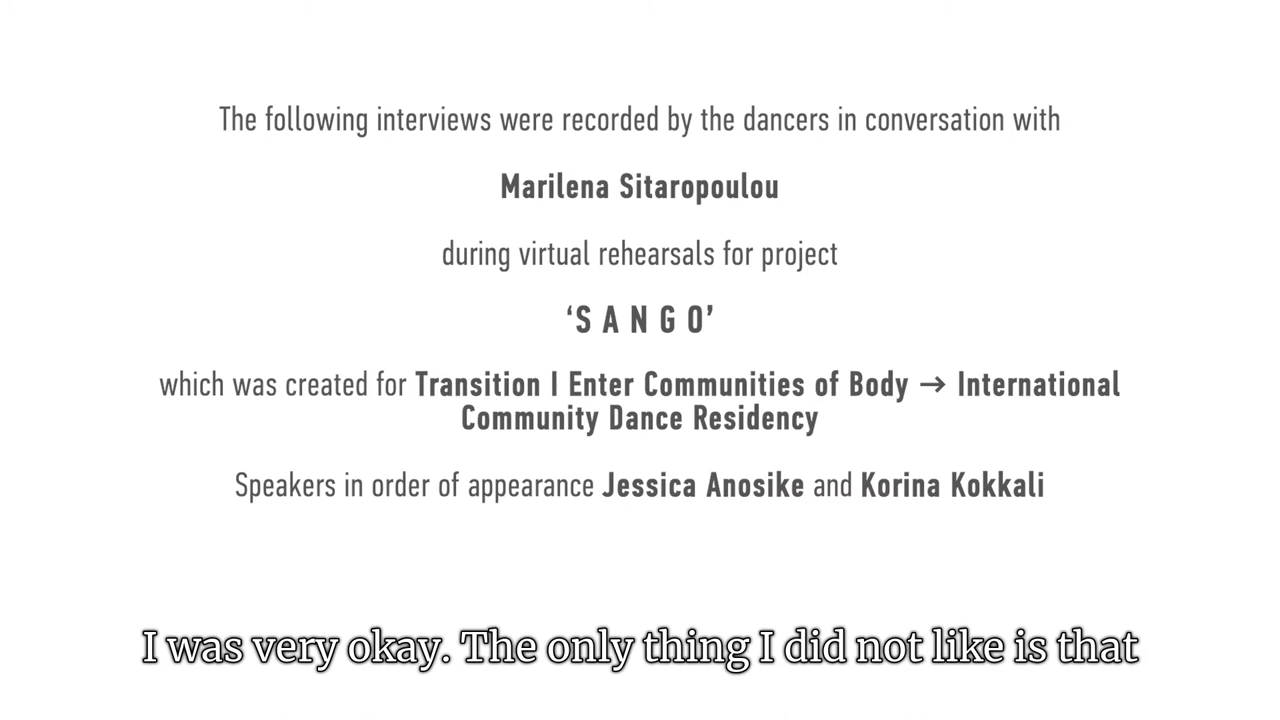 The following interviews were recorded by the dancers in conversation with
Marilena Sitaropoulou
during virtual rehearsals for project
‘S A N G O’
which was created for Transition I Enter Communities of Body → International
Community Dance Residency
Speakers in order of appearance Jessica Anosike and Korina Kokkali
I was very okay. The only thing I did not like is that